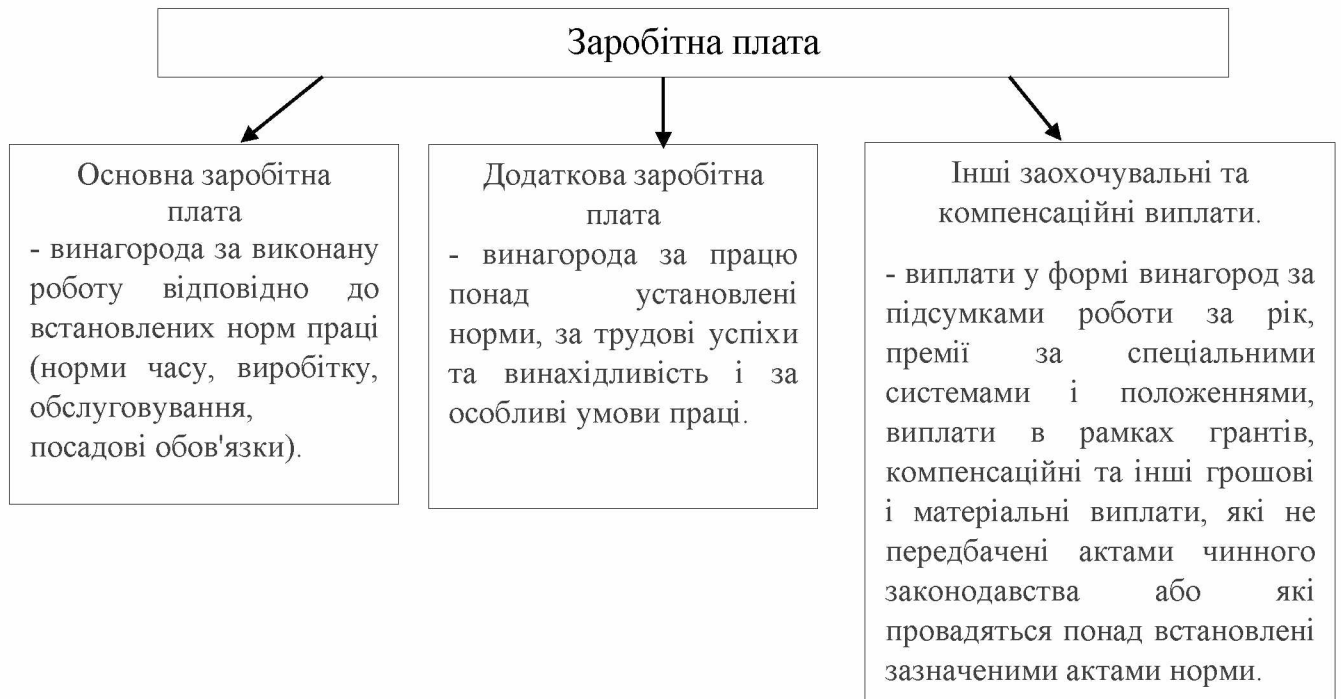 Заробітна плата
Основна заробітна
плата
- винагорода за виконану
роботу відповідно до
встановлених норм праці
(норми часу, виробітку,
обслуговування,
посадові обов'язки).
Додаткова заробітна
плата
- винагорода за працю
понад установлені
норми, за трудові успіхи
та винахідливість і за
особливі умови праці.
Інші заохочувальні та
компенсаційні виплати.
- виплати у формі винагород за
підсумками роботи за рік,
премії за спеціальними
системами і положеннями,
виплати в рамках грантів,
компенсаційні та інші грошові
і матеріальні виплати, які не
передбачені актами чинного
законодавства або які
провадяться понад встановлені
зазначеними актами норми.